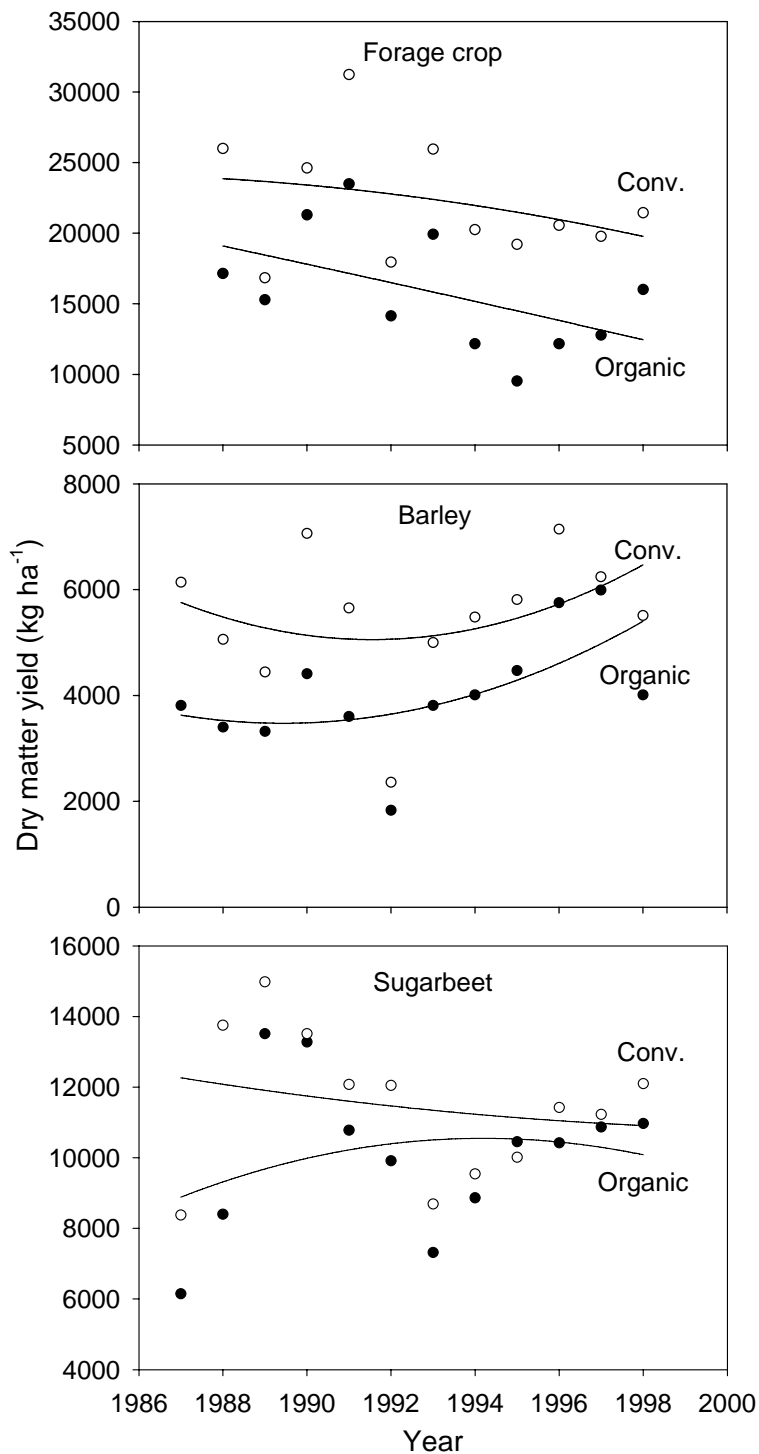 Dry matter yield (kg ha-1)
35000
Forage crop
30000
25000
Conv.
20000
15000
Organic
10000
5000
8000
Barley
Conv.
6000
Organic
4000
2000
0
16000
Sugarbeet
14000
Conv.
12000
10000
Organic
8000
6000
4000
1986 1988 1990 1992 1994 1996 1998 2000
Year